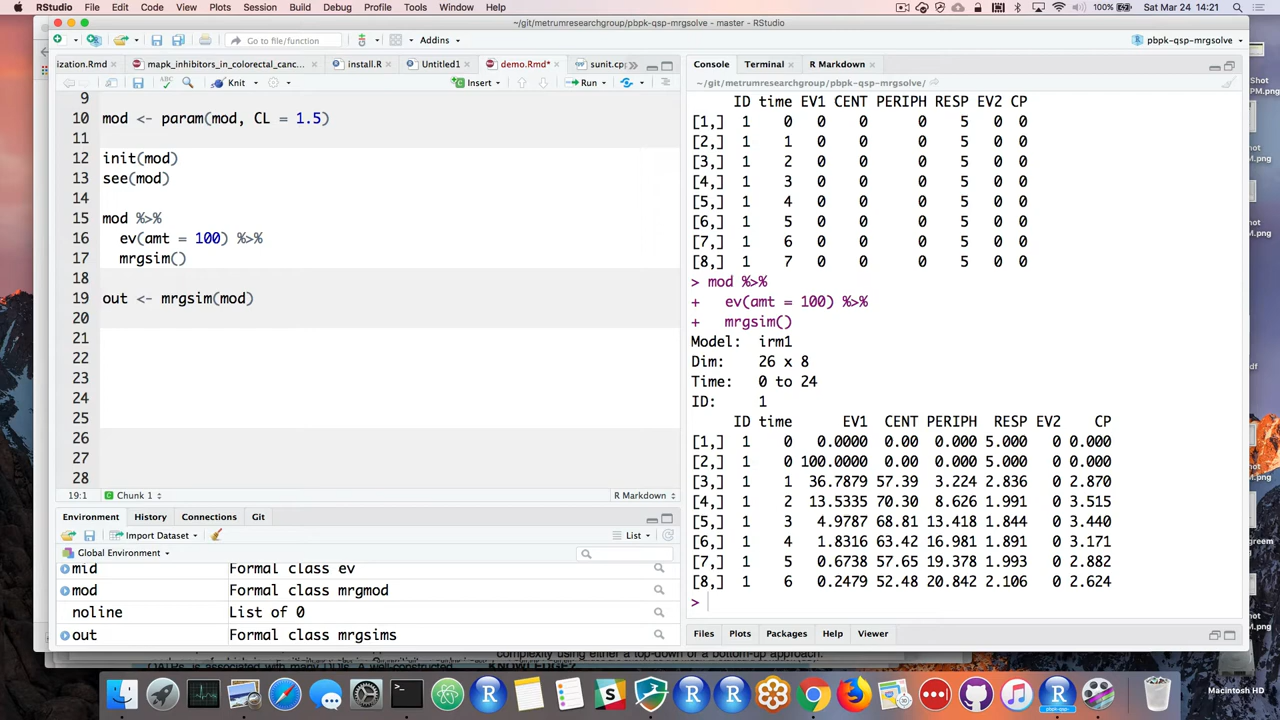 RStudio File Edit Code View Plots Session Build Debug Profile Tools Window Help 100% Sat Mar 24 14:21
~/git/metrumresearchgroup/pbpk-qsp-mrgsolve - master - RStudio
Go to file/function Addins pbpk-qsp-mrgsolve
ization.Rmd mapk_inhibitors_in_colorectal_canc... install.R Untitled1 demo.Rmd* sunit.cp
Knit Insert Run
9
10 mod <- param(mod, CL = 1.5)
11
12 init(mod)
13 see(mod)
14
15 mod %>%
16 ev(amt = 100) %>%
17 mrgsim()
18
19 out <- mrgsim(mod)
20
21
22
23
24
25
26
27
28
19:1 Chunk 1 R Markdown
Environment History Connections Git
Import Dataset List
Global Environment
mid Formal class ev
mod Formal class mrgmod
noline List of 0
out Formal class mrgsims
Console Terminal R Markdown
~/git/metrumresearchgroup/pbpk-qsp-mrgsolve/
ID time EV1 CENT PERIPH RESP EV2 CP
[1,] 1 0 0 0 0 5 0 0
[2,] 1 1 0 0 0 5 0 0
[3,] 1 2 0 0 0 5 0 0
[4,] 1 3 0 0 0 5 0 0
[5,] 1 4 0 0 0 5 0 0
[6,] 1 5 0 0 0 5 0 0
[7,] 1 6 0 0 0 5 0 0
[8,] 1 7 0 0 0 5 0 0
> mod %>%
+ ev(amt = 100) %>%
+ mrgsim()
Model: irm1
Dim: 26 x 8
Time: 0 to 24
ID: 1
ID time EV1 CENT PERIPH RESP EV2 CP
[1,] 1 0 0.0000 0.00 0.000 5.000 0 0.000
[2,] 1 0 100.0000 0.00 0.000 5.000 0 0.000
[3,] 1 1 36.7879 57.39 3.224 2.836 0 2.870
[4,] 1 2 13.5335 70.30 8.626 1.991 0 3.515
[5,] 1 3 4.9787 68.81 13.418 1.844 0 3.440
[6,] 1 4 1.8316 63.42 16.981 1.891 0 3.171
[7,] 1 5 0.6738 57.65 19.378 1.993 0 2.882
[8,] 1 6 0.2479 52.48 20.842 2.106 0 2.624
>
Files Plots Packages Help Viewer
complexity using either a top-down or a bottom-up approach.
Macintosh HD